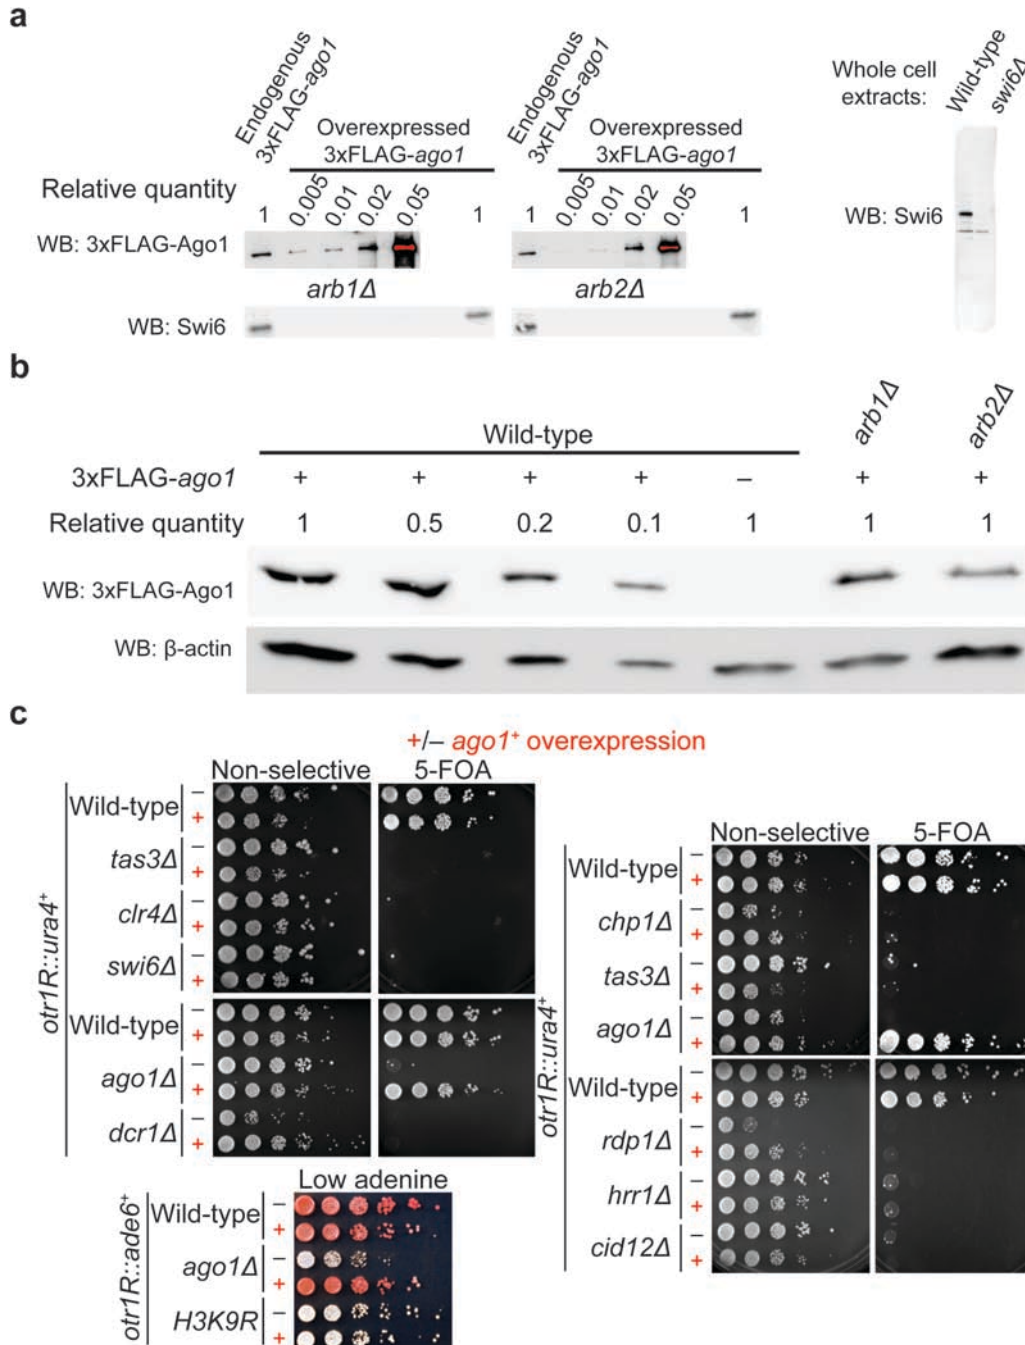 a
Endogenous
3xFLAG-ago1
Overexpressed
3xFLAG-ago1
Endogenous
3xFLAG-ago1
Overexpressed
3xFLAG-ago1
Whole cell
extracts:
Wild-type
swi6Δ
Relative quantity
1 0.005 0.01 0.02 0.05 1
1 0.005 0.01 0.02 0.05 1
WB: 3xFLAG-Ago1
arb1Δ
arb2Δ
WB: Swi6
WB: Swi6
b
Wild-type
arb1Δ
arb2Δ
3xFLAG-ago1 + + + + – + +
Relative quantity 1 0.5 0.2 0.1 1 1 1
WB: 3xFLAG-Ago1
WB: β-actin
c
+/– ago1+ overexpression
Non-selective 5-FOA
otr1R::ura4+
Wild-type –
+
tas3Δ –
+
clr4Δ –
+
swi6Δ –
+
Wild-type –
+
ago1Δ –
+
dcr1Δ –
+
Low adenine
otr1R::ade6+
Wild-type –
+
ago1Δ –
+
H3K9R –
+
Non-selective 5-FOA
otr1R::ura4+
Wild-type –
+
chp1Δ –
+
tas3Δ –
+
ago1Δ –
+
Wild-type –
+
rdp1Δ –
+
hrr1Δ –
+
cid12Δ –
+